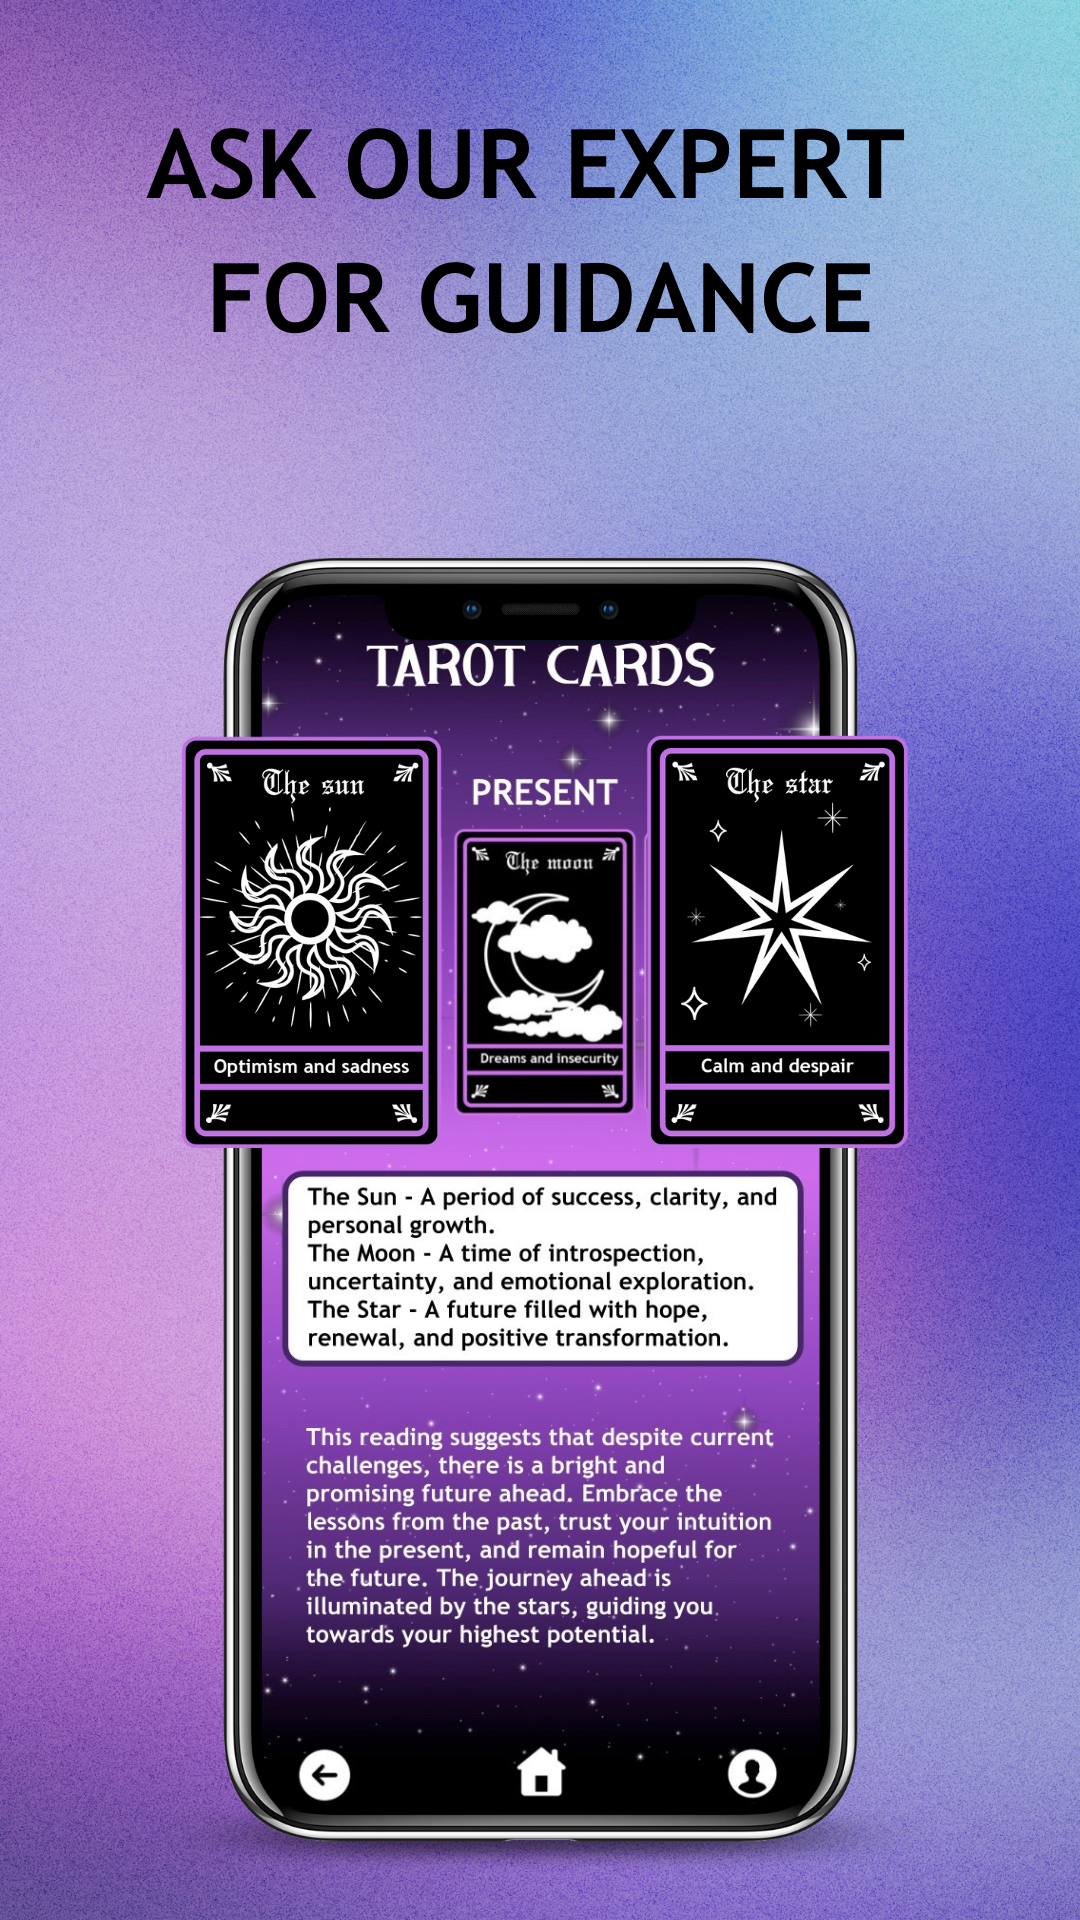 ASK OUR EXPERT
FOR GUIDANCE
TAROT CARDS
The sun
Optimism and sadness
PRESENT
The moon
Dreams and insecurity
The star
Calm and despair
The Sun - A period of success, clarity, and
personal growth.
The Moon - A time of introspection,
uncertainty, and emotional exploration.
The Star - A future filled with hope,
renewal, and positive transformation.
This reading suggests that despite current
challenges, there is a bright and
promising future ahead. Embrace the
lessons from the past, trust your intuition
in the present, and remain hopeful for
the future. The journey ahead is
illuminated by the stars, guiding you
towards your highest potential.